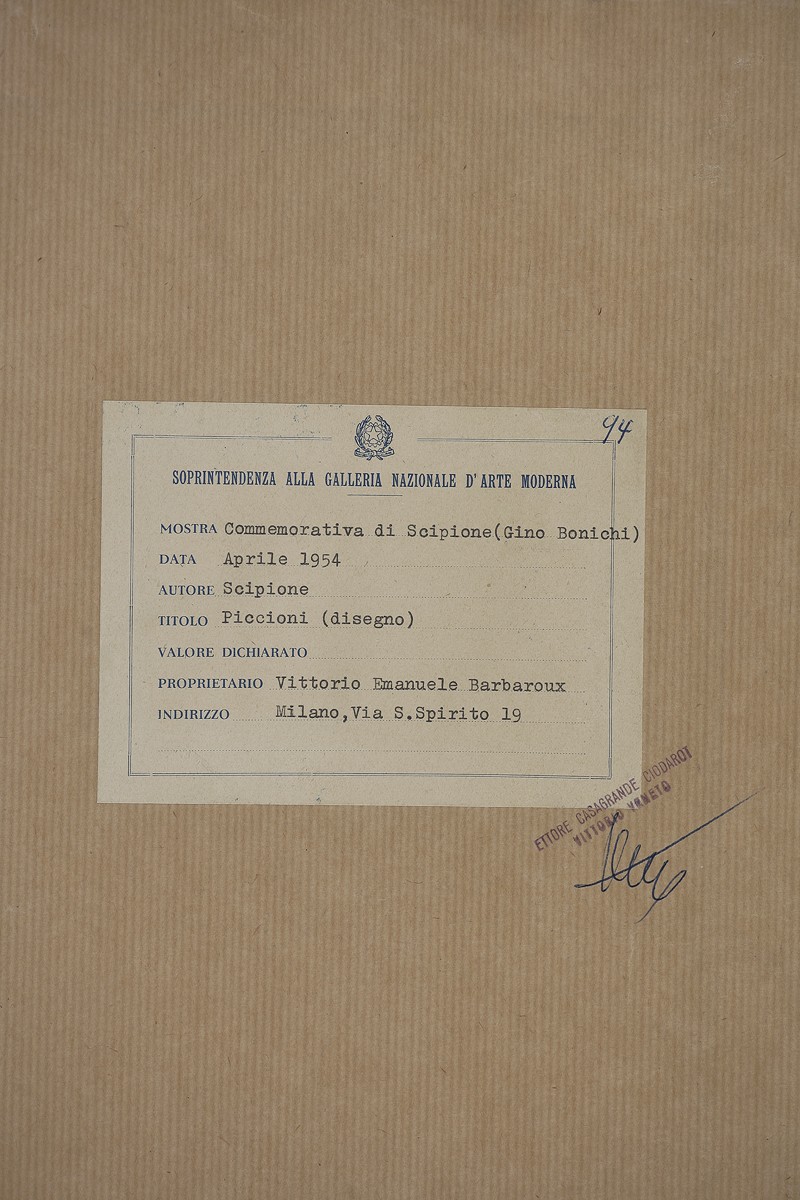 94
SOPRINTENDENZA ALLA GALLERIA NAZIONALE D'ARTE MODERNA
MOSTRA Commemorativa di Scipione(Gino Bonichi)
DATA Aprile 1954
AUTORE Scipione
TITOLO Piccioni (disegno)
VALORE DICHIARATO
PROPRIETARIO Vittorio Emanuele Barbaroux
INDIRIZZO Milano,Via S.Spirito 19
ETTORE CASAGRANDE CIODAROT
VITTORIO VENETO